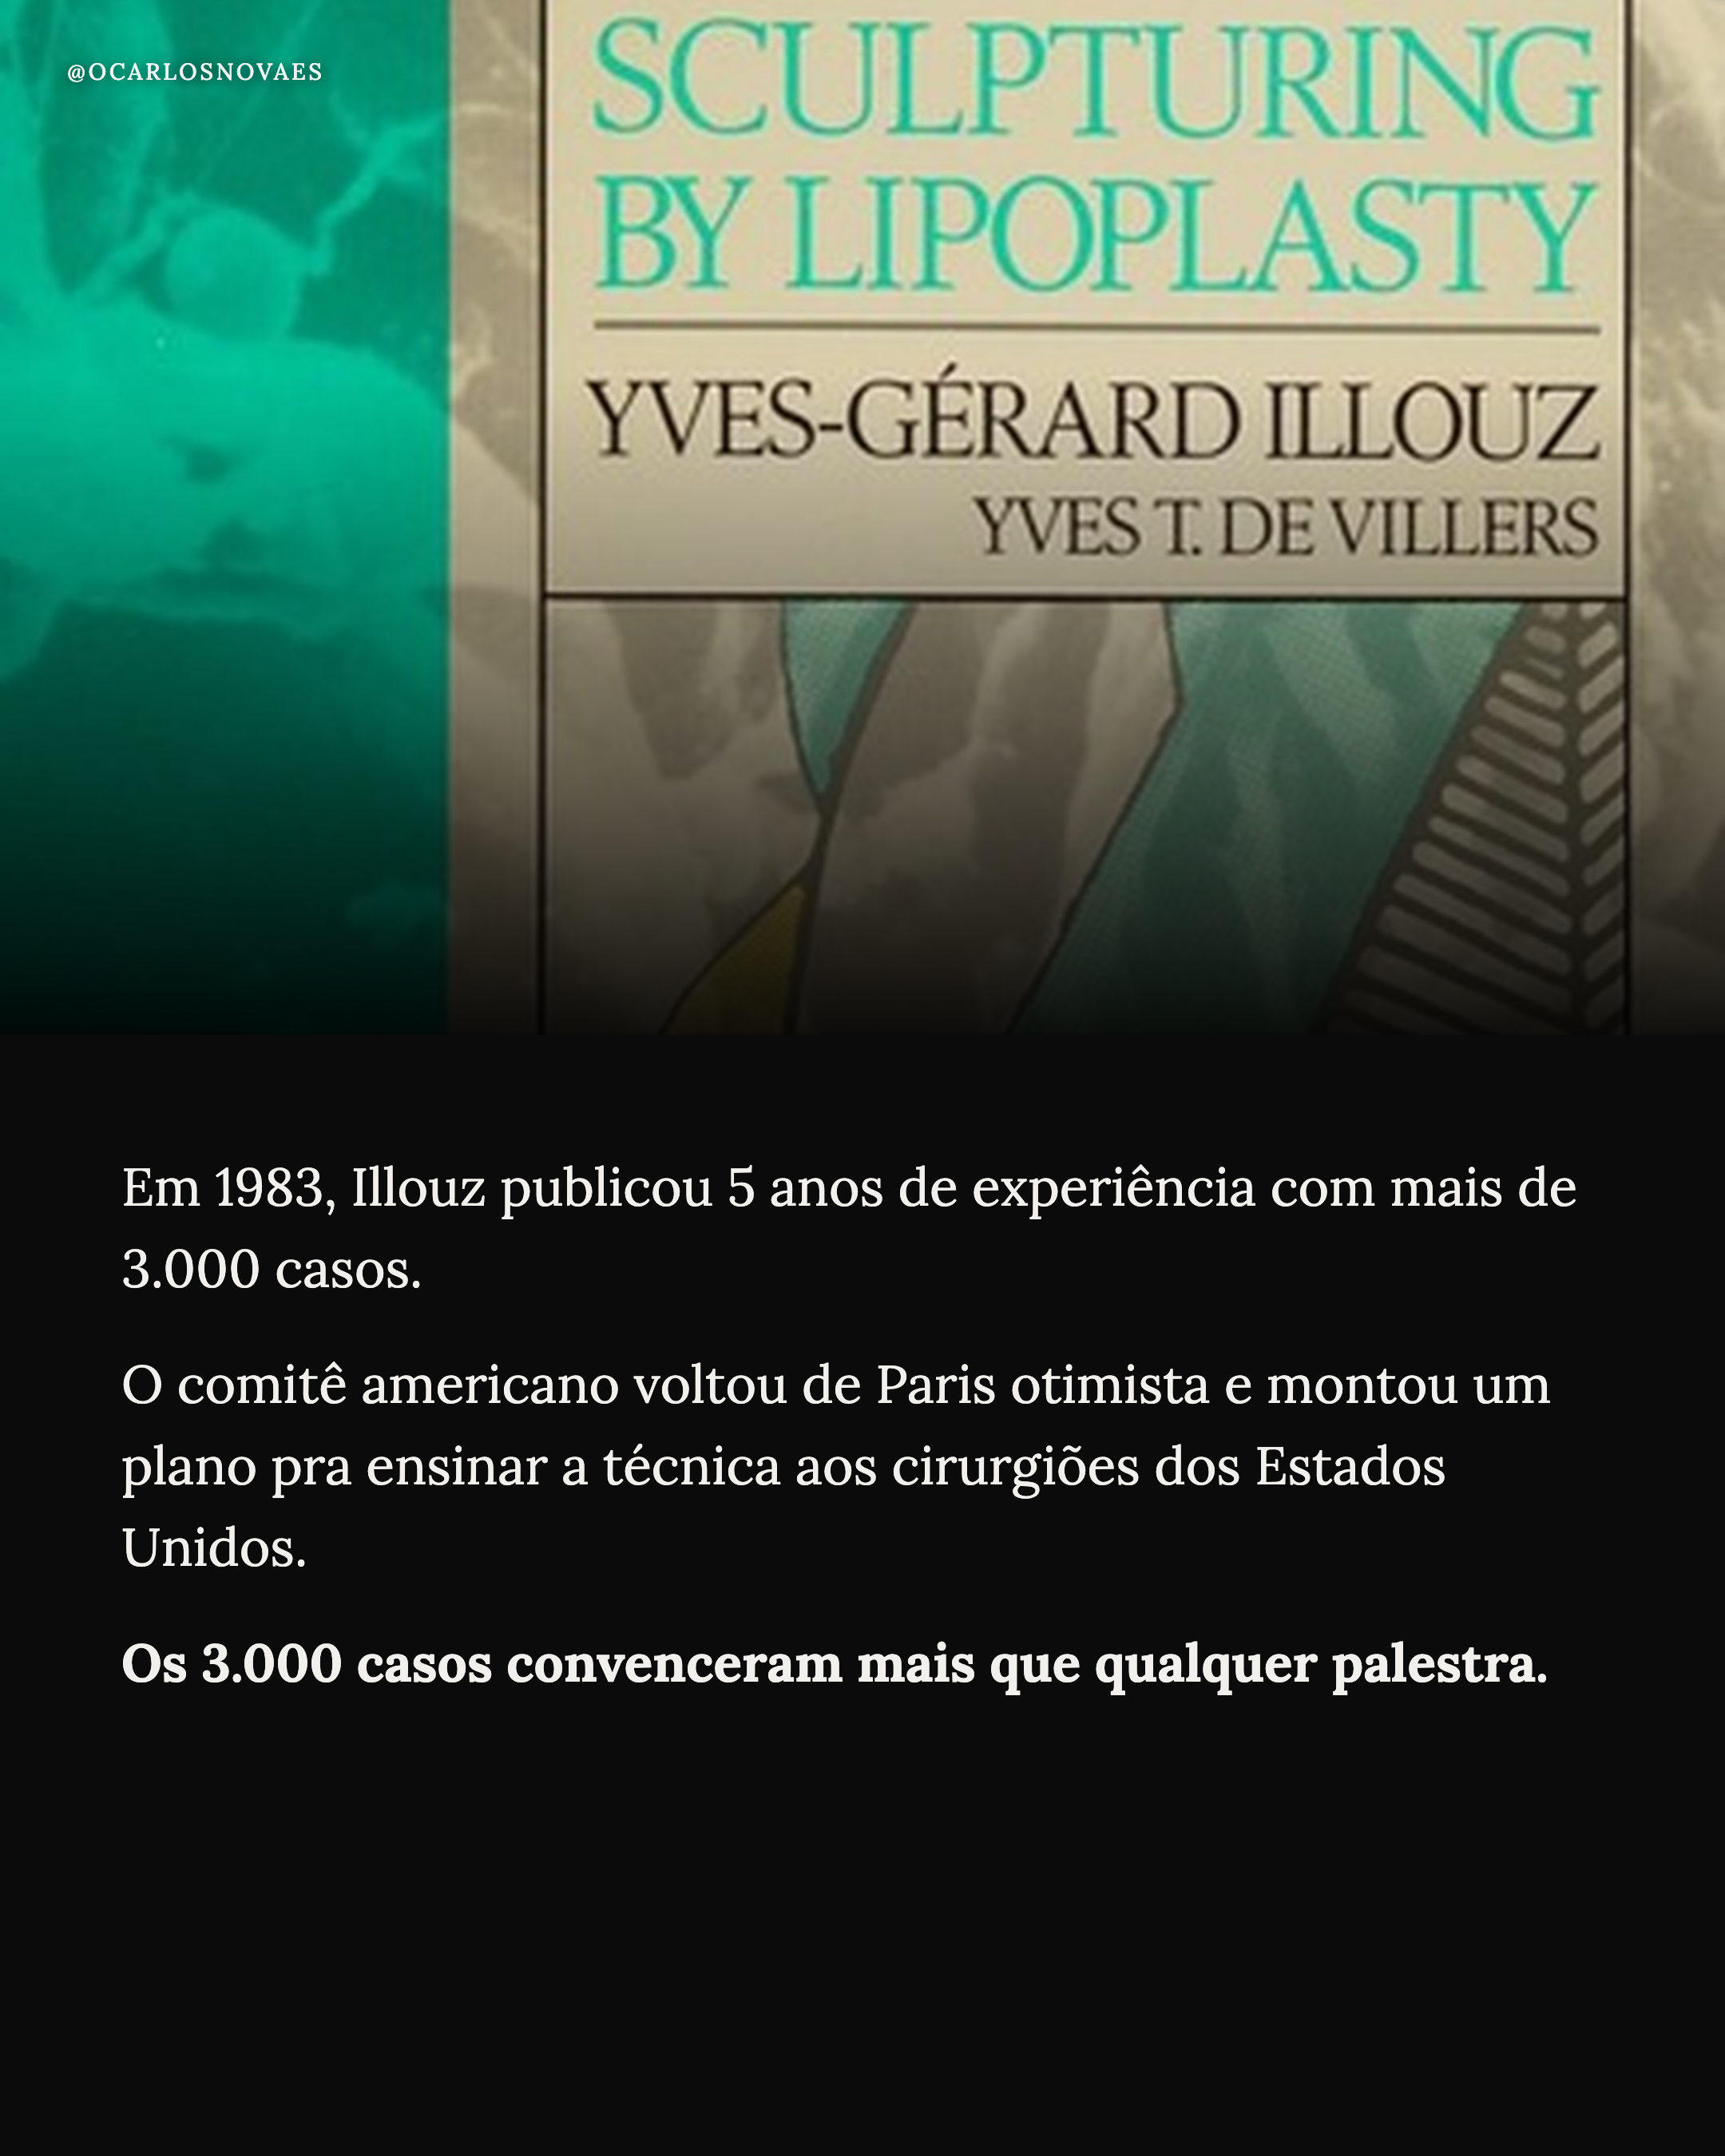 @OCARLOSNOVAES
SCULPTURING
BY LIPOPLASTY
YVES-GÉRARD ILLOUZ
YVES T. DE VILLERS
Em 1983, Illouz publicou 5 anos de experiência com mais de
3.000 casos.
O comitê americano voltou de Paris otimista e montou um
plano pra ensinar a técnica aos cirurgiões dos Estados
Unidos.
Os 3.000 casos convenceram mais que qualquer palestra.